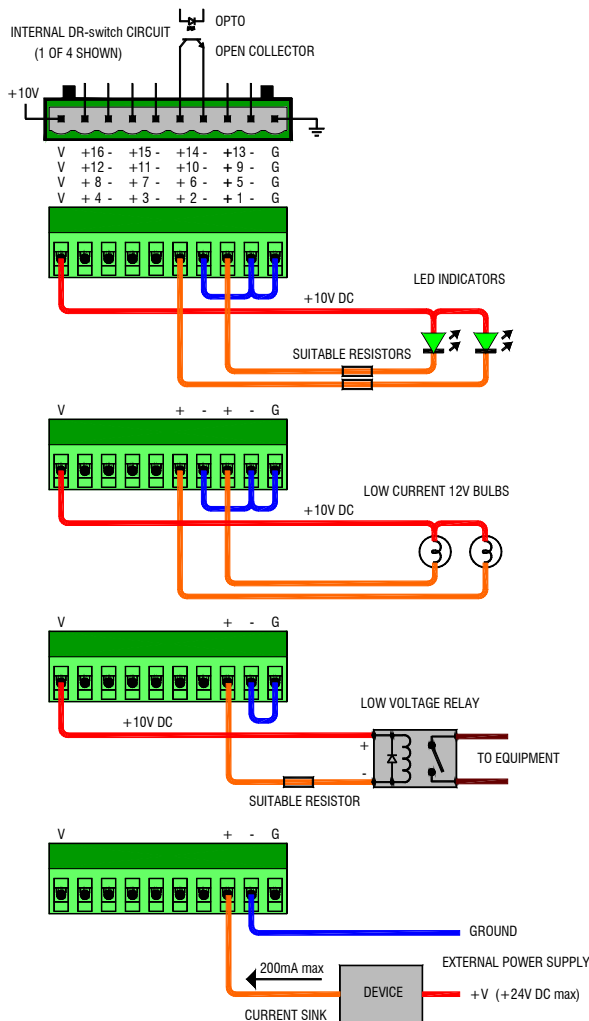 OPTO
INTERNAL DR-switch CIRCUIT
(1 OF 4 SHOWN)
OPEN COLLECTOR
+10V
V +16 - +15 - +14 - +13 - G
V +12 - +11 - +10 - + 9 - G
V + 8 - + 7 - + 6 - + 5 - G
V + 4 - + 3 - + 2 - + 1 - G
LED INDICATORS
+10V DC
SUITABLE RESISTORS
V + - + - G
LOW CURRENT 12V BULBS
+10V DC
V + - G
LOW VOLTAGE RELAY
+10V DC
+
TO EQUIPMENT
-
SUITABLE RESISTOR
V + - G
GROUND
EXTERNAL POWER SUPPLY
200mA max
DEVICE
+V (+24V DC max)
CURRENT SINK